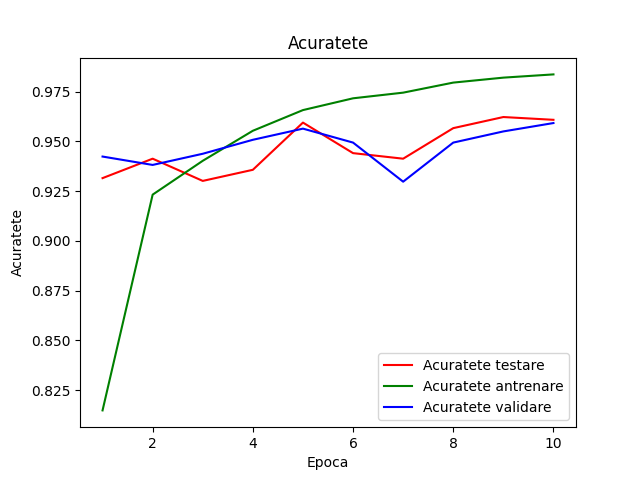 Acuratete
Acuratete
0.975
0.950
0.925
0.900
0.875
0.850
0.825
2 4 6 8 10
Epoca
Acuratete testare
Acuratete antrenare
Acuratete validare